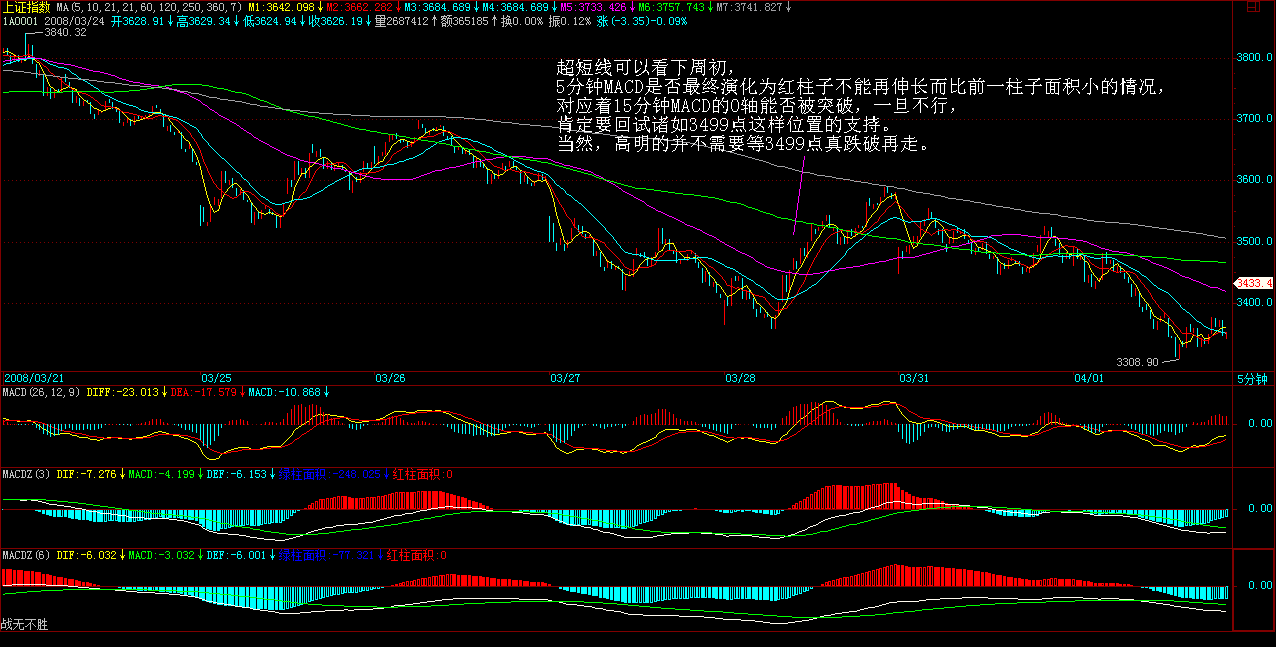 上证指数 MA(5,10,21,21,60,120,250,360,7) M1:3642.098↓M2:3662.282↓M3:3684.689↓M4:3684.689↓M5:3733.426↓M6:3757.743↓M7:3741.827↓
1A0001 2008/03/24 开3628.91↓高3629.34↓低3624.94↓收3626.19↓量2687412↑额365185↑换0.00% 振0.12% 涨(-3.35)-0.09%
3840.32
超短线可以看下周初，
5分钟MACD是否最终演化为红柱子不能再伸长而比前一柱子面积小的情况，
对应着15分钟MACD的0轴能否被突破，一旦不行，
肯定要回试诸如3499点这样位置的支持。
当然，高明的并不需要等3499点真跌破再走。
3800.0
3700.0
3600.0
3500.0
3433.4
3400.0
3308.90
2008/03/21 03/25 03/26 03/27 03/28 03/31 04/01 5分钟
MACD(26,12,9) DIFF:-23.013↓DEA:-17.579↓MACD:-10.868↓
0.00
MACDZ(3) DIF:-7.276↓MACD:-4.199↓DEF:-6.153↓绿柱面积:-248.025↓红柱面积:0
0.00
MACDZ(6) DIF:-6.032↓MACD:-3.032↓DEF:-6.001↓绿柱面积:-77.321↓红柱面积:0
0.00
战无不胜